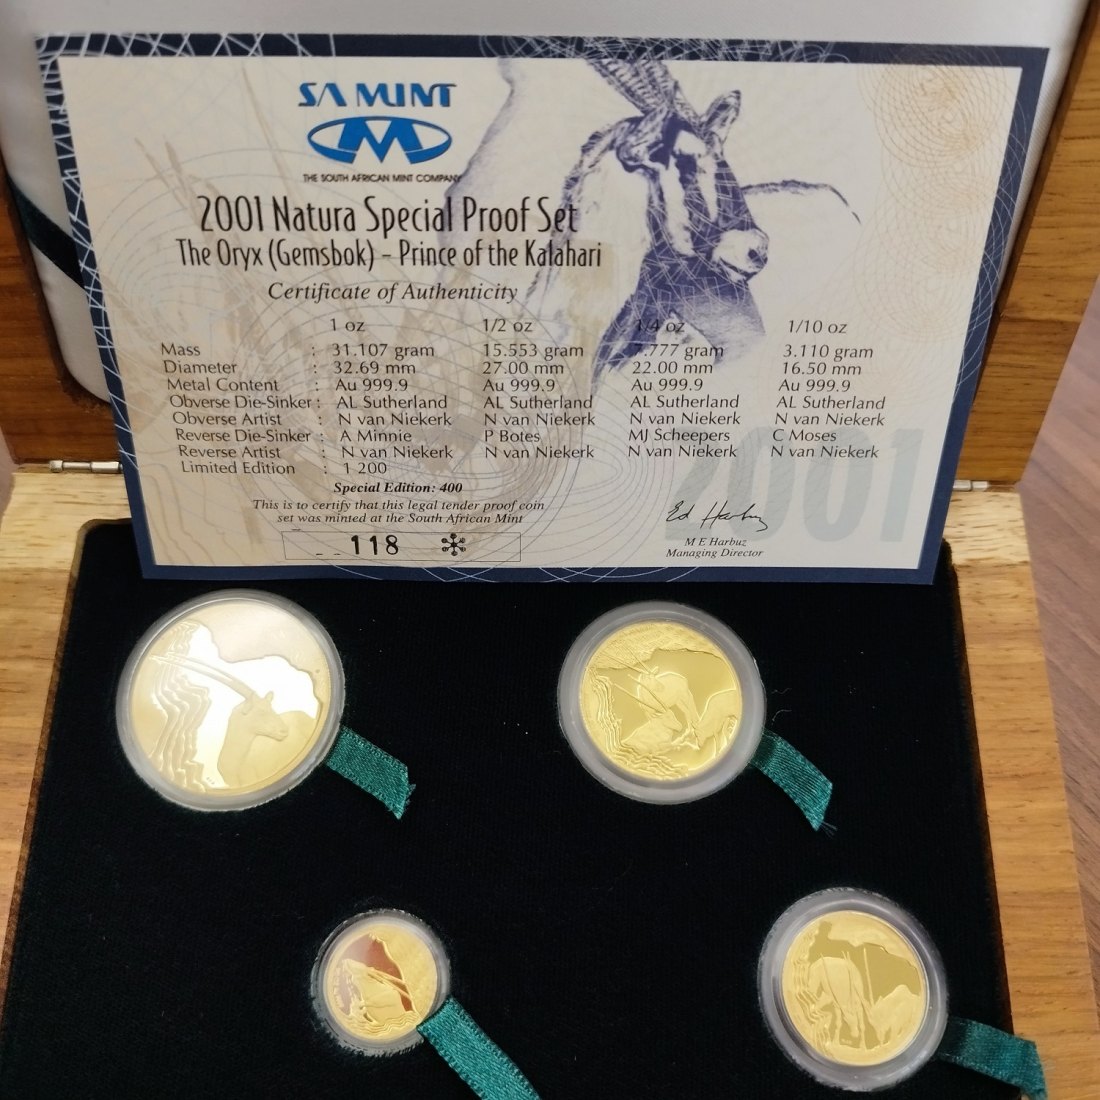 SA MINT
THE SOUTH AFRICAN MINT COMPANY
2001 Natura Special Proof Set
The Oryx (Gemsbok) – Prince of the Kalahari
Certificate of Authenticity
1 oz 1/2 oz 1/4 oz 1/10 oz
Mass : 31.107 gram 15.553 gram 7.777 gram 3.110 gram
Diameter : 32.69 mm 27.00 mm 22.00 mm 16.50 mm
Metal Content : Au 999.9 Au 999.9 Au 999.9 Au 999.9
Obverse Die-Sinker : AL Sutherland AL Sutherland AL Sutherland AL Sutherland
Obverse Artist : N van Niekerk N van Niekerk N van Niekerk N van Niekerk
Reverse Die-Sinker : A Minnie P Botes MJ Scheepers C Moses
Reverse Artist : N van Niekerk N van Niekerk N van Niekerk N van Niekerk
Limited Edition : 1 200
Special Edition: 400
This is to certify that this legal tender proof coin
set was minted at the South African Mint
118
2001
Ed Harbuz
M E Harbuz
Managing Director